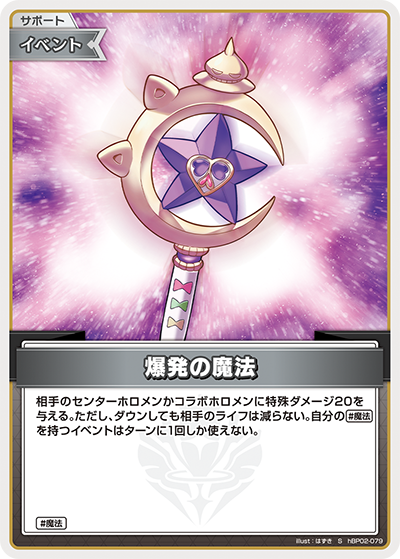 サポート
イベント
爆発の魔法
相手のセンターホロメンかコラボホロメンに特殊ダメージ20を
与える。ただし、ダウンしても相手のライフは減らない。自分の#魔法
を持つイベントはターンに1回しか使えない。
#魔法
illust：はずき S hBP02-079